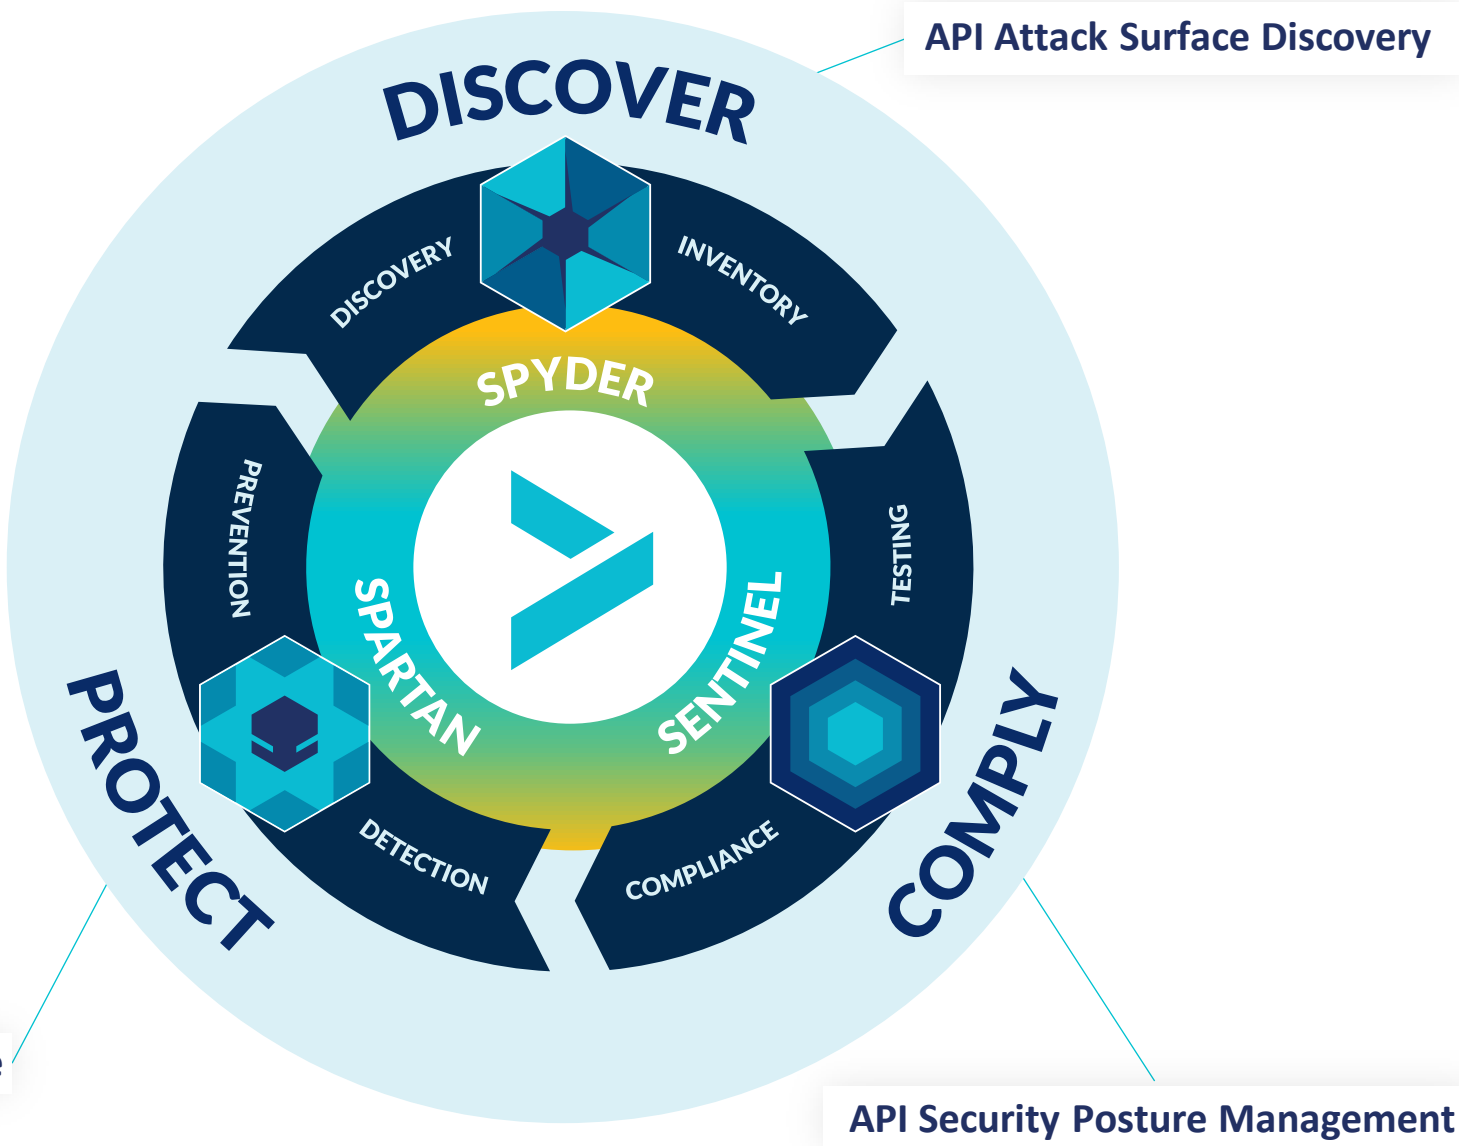 API Attack Surface Discovery
DISCOVER
DISCOVERY
INVENTORY
SPYDER
PREVENTION
TESTING
SPARTAN
SENTINEL
PROTECT
COMPLY
DETECTION
COMPLIANCE
API Security Posture Management